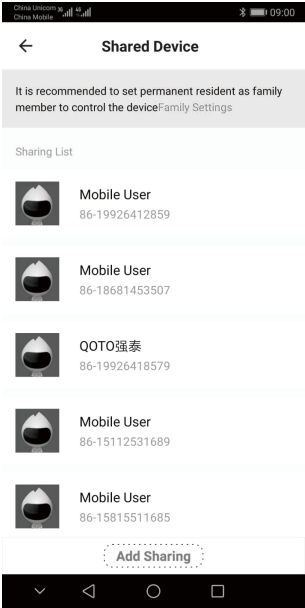 China Unicom 3G 4G 09:00
China Mobile
Shared Device
It is recommended to set permanent resident as family
member to control the deviceFamily Settings
Sharing List
Mobile User
86-19926412859
Mobile User
86-18681453507
QOTO强泰
86-19926418579
Mobile User
86-15112531689
Mobile User
86-15815511685
Add Sharing